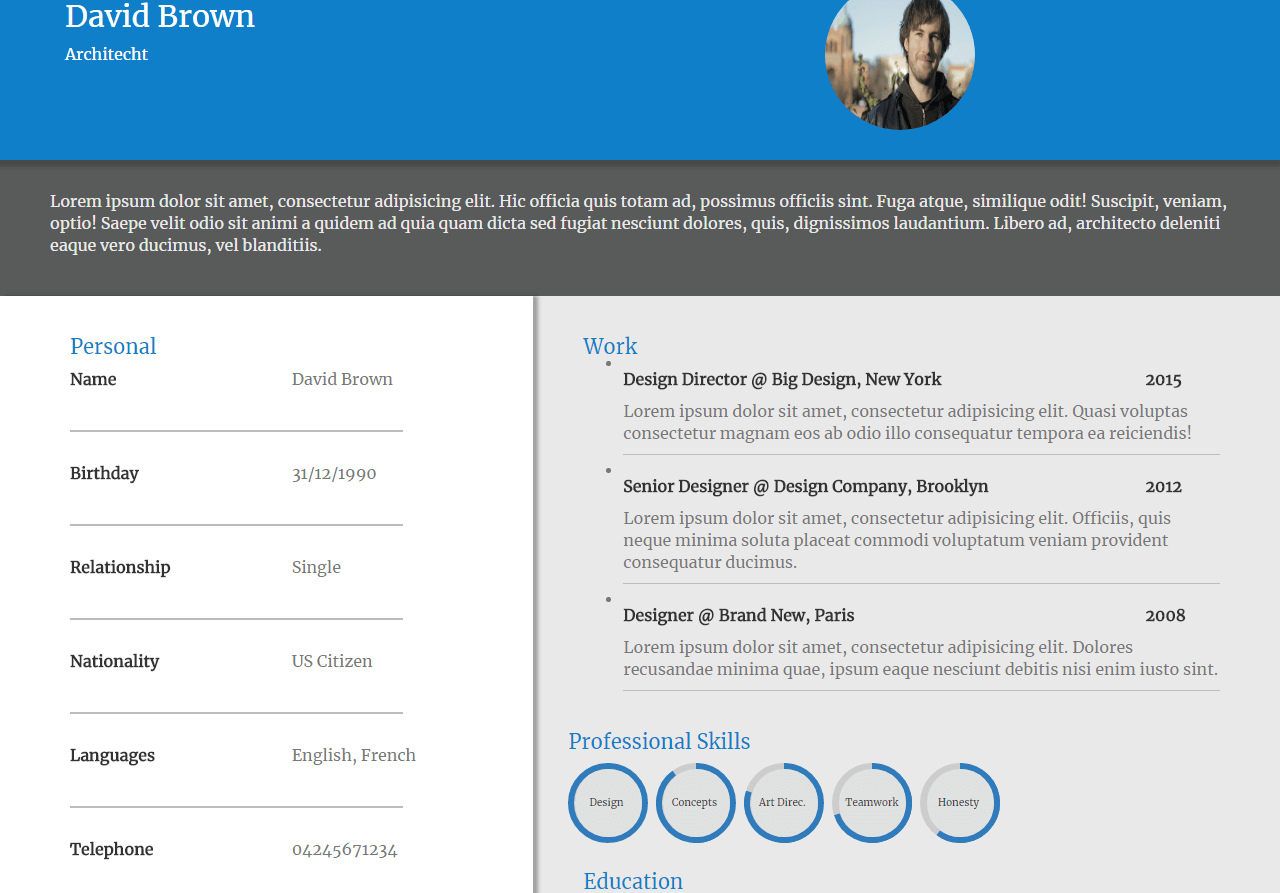 David Brown
Architecht
Lorem ipsum dolor sit amet, consectetur adipisicing elit. Hic officia quis totam ad, possimus officiis sint. Fuga atque, similique odit! Suscipit, veniam,
optio! Saepe velit odio sit animi a quidem ad quia quam dicta sed fugiat nesciunt dolores, quis, dignissimos laudantium. Libero ad, architecto deleniti
eaque vero ducimus, vel blanditiis.
Personal
Name David Brown
Birthday 31/12/1990
Relationship Single
Nationality US Citizen
Languages English, French
Telephone 04245671234
Work
Design Director @ Big Design, New York 2015
Lorem ipsum dolor sit amet, consectetur adipisicing elit. Quasi voluptas
consectetur magnam eos ab odio illo consequatur tempora ea reiciendis!
Senior Designer @ Design Company, Brooklyn 2012
Lorem ipsum dolor sit amet, consectetur adipisicing elit. Officiis, quis
neque minima soluta placeat commodi voluptatum veniam provident
consequatur ducimus.
Designer @ Brand New, Paris 2008
Lorem ipsum dolor sit amet, consectetur adipisicing elit. Dolores
recusandae minima quae, ipsum eaque nesciunt debitis nisi enim iusto sint.
Professional Skills
Design Concepts Art Direc. Teamwork Honesty
Education